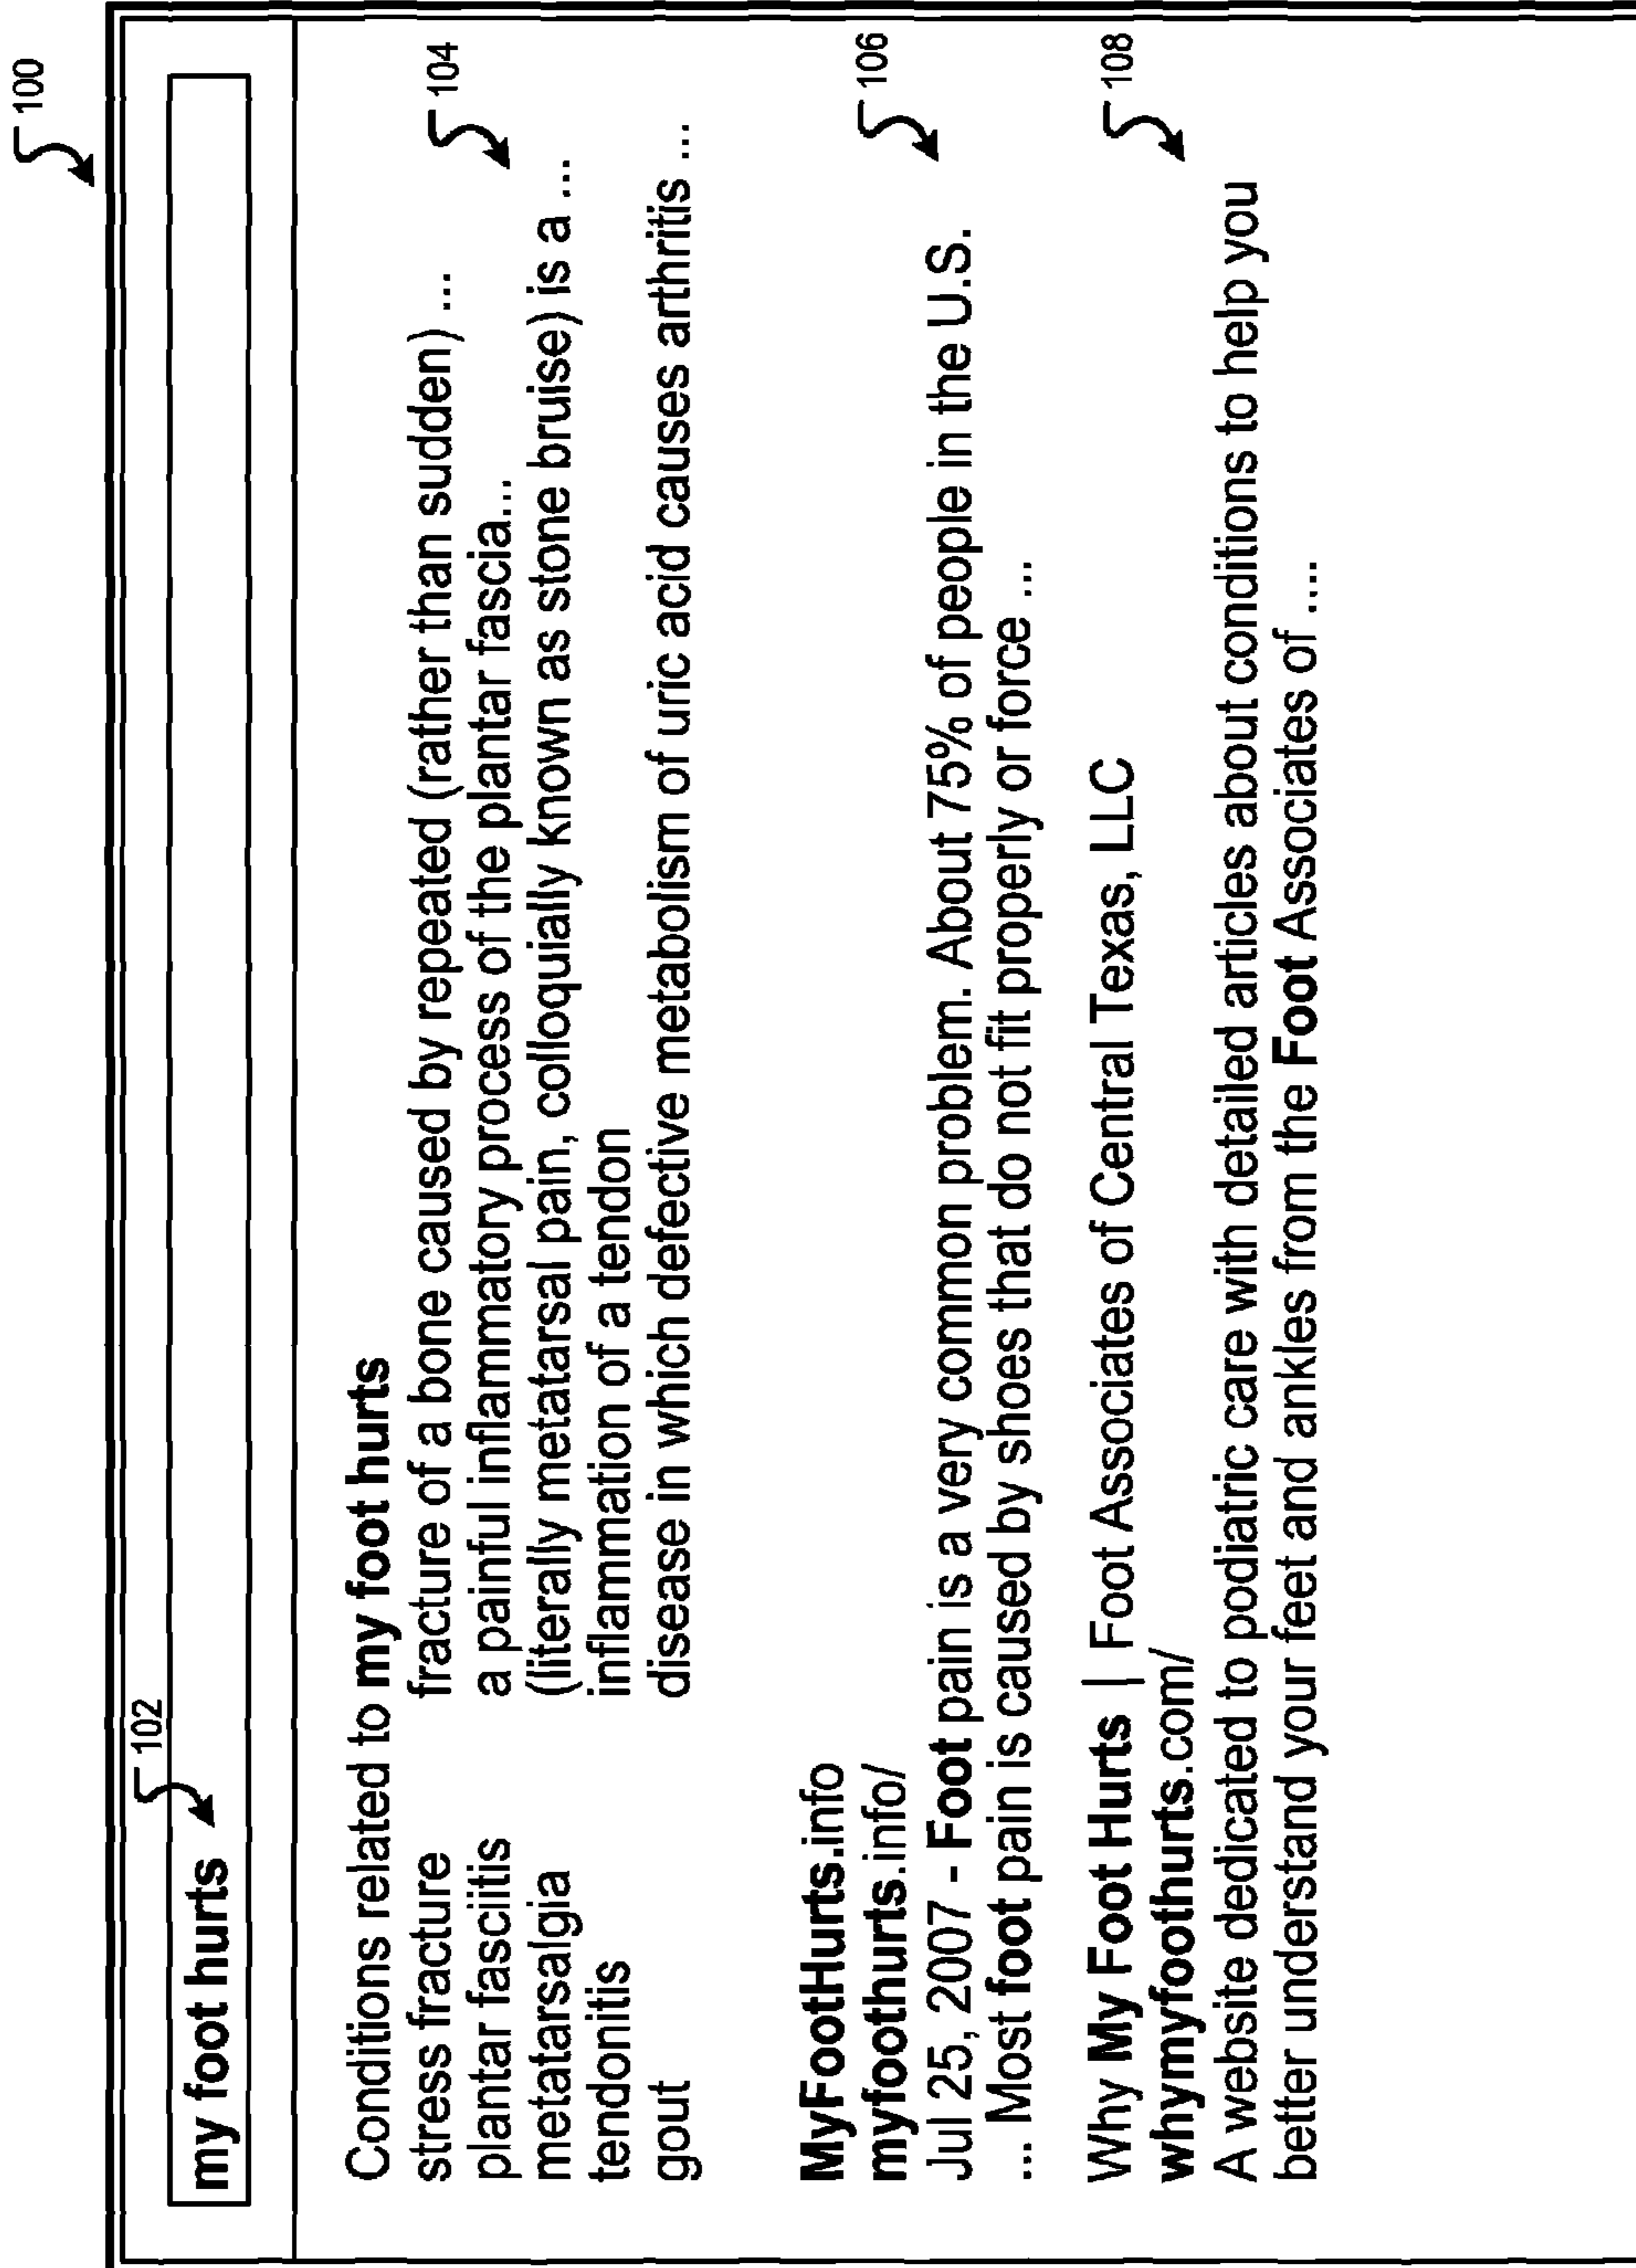 100
102
my foot hurts
Conditions related to my foot hurts
104
stress fracture fracture of a bone caused by repeated (rather than sudden) ...
plantar fasciitis a painful inflammatory process of the plantar fascia...
metatarsalgia (literally metatarsal pain, colloquially known as stone bruise) is a ...
tendonitis inflammation of a tendon
gout disease in which defective metabolism of uric acid causes arthritis ...
MyFootHurts.info
106
myfoothurts.info/
Jul 25, 2007 - Foot pain is a very common problem. About 75% of people in the U.S.
... Most foot pain is caused by shoes that do not fit properly or force ...
Why My Foot Hurts | Foot Associates of Central Texas, LLC
108
whymyfoothurts.com/
A website dedicated to podiatric care with detailed articles about conditions to help you
better understand your feet and ankles from the Foot Associates of ....